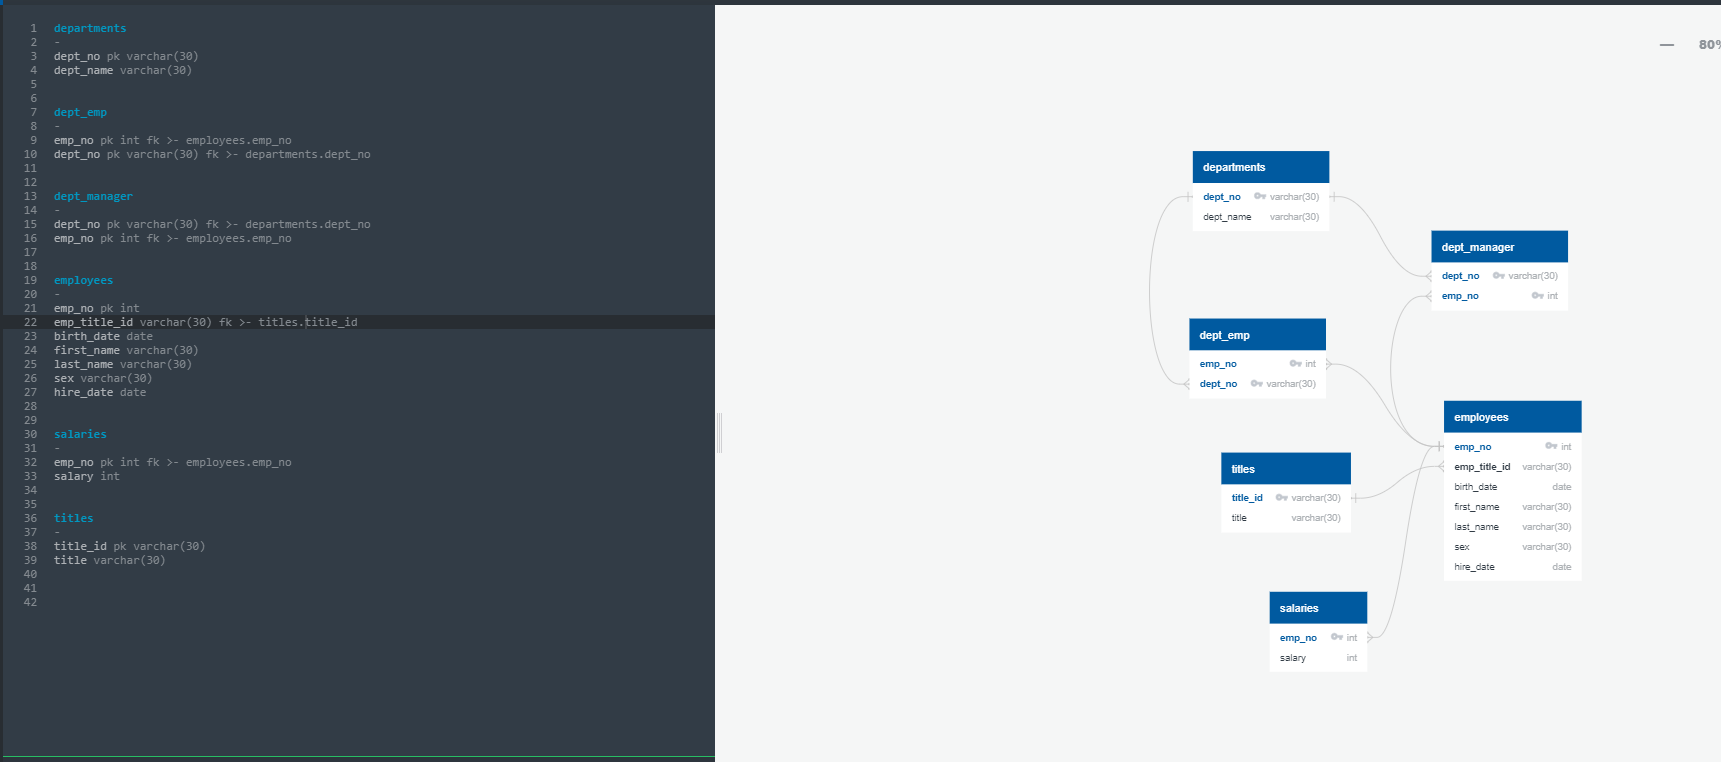 1 departments
2 -
3 dept_no pk varchar(30)
4 dept_name varchar(30)
5
6
7 dept_emp
8 -
9 emp_no pk int fk >- employees.emp_no
10 dept_no pk varchar(30) fk >- departments.dept_no
11
12
13 dept_manager
14 -
15 dept_no pk varchar(30) fk >- departments.dept_no
16 emp_no pk int fk >- employees.emp_no
17
18
19 employees
20 -
21 emp_no pk int
22 emp_title_id varchar(30) fk >- titles.title_id
23 birth_date date
24 first_name varchar(30)
25 last_name varchar(30)
26 sex varchar(30)
27 hire_date date
28
29
30 salaries
31 -
32 emp_no pk int fk >- employees.emp_no
33 salary int
34
35
36 titles
37 -
38 title_id pk varchar(30)
39 title varchar(30)
40
41
42
— 80%
departments
dept_no varchar(30)
dept_name varchar(30)
dept_manager
dept_no varchar(30)
emp_no int
dept_emp
emp_no int
dept_no varchar(30)
employees
emp_no int
emp_title_id varchar(30)
birth_date date
first_name varchar(30)
last_name varchar(30)
sex varchar(30)
hire_date date
titles
title_id varchar(30)
title varchar(30)
salaries
emp_no int
salary int